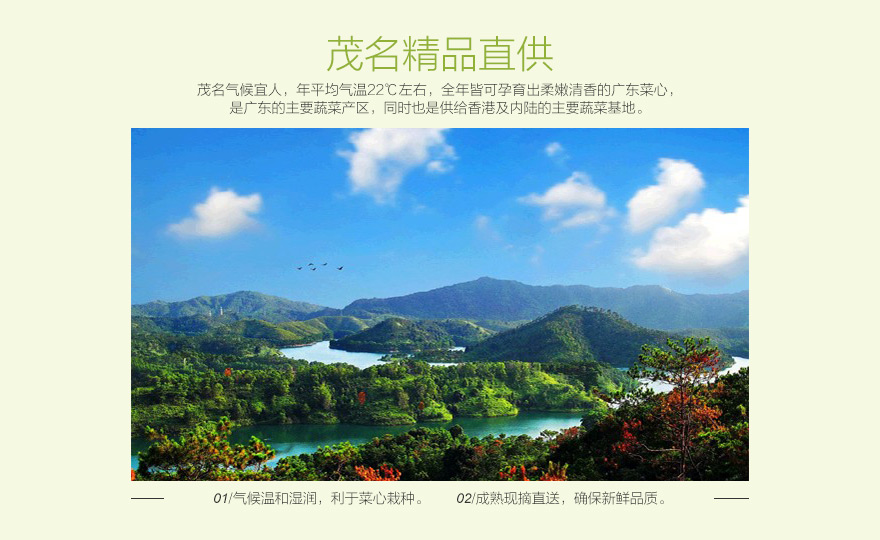 茂名精品直供
茂名气候宜人，年平均气温22℃左右，全年皆可孕育出柔嫩清香的广东菜心，
是广东的主要蔬菜产区，同时也是供给香港及内陆的主要蔬菜基地。
01/气候温和湿润，利于菜心栽种。 02/成熟现摘直送，确保新鲜品质。